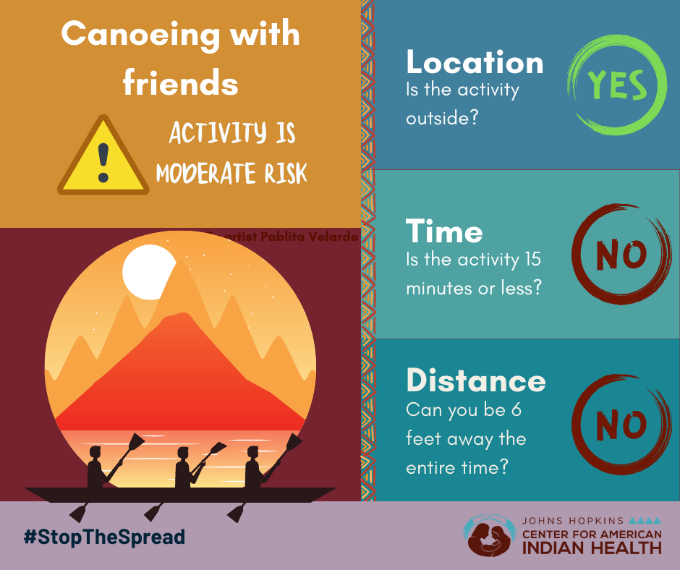 Canoeing with
friends
ACTIVITY IS
MODERATE RISK
artist Pablita Velarde
Location
Is the activity
outside?
YES
Time
Is the activity 15
minutes or less?
NO
Distance
Can you be 6
feet away the
entire time?
NO
#StopTheSpread
JOHNS HOPKINS
CENTER FOR AMERICAN
INDIAN HEALTH